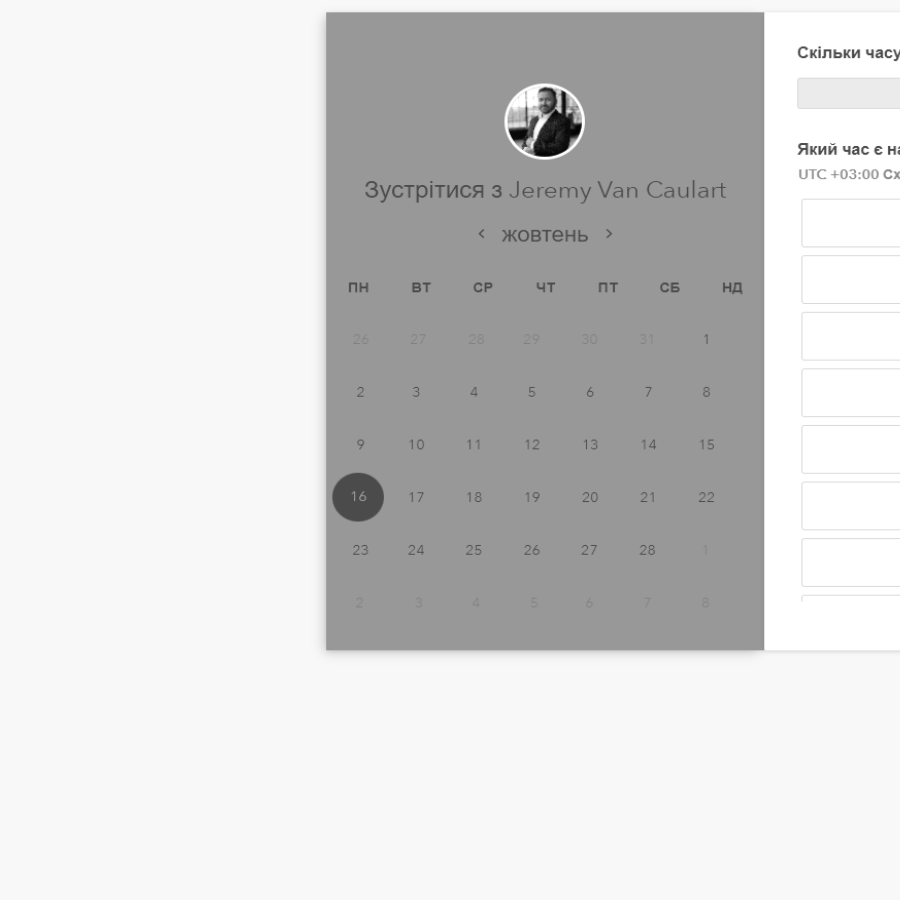 Зустрітися з Jeremy Van Caulart
жовтень
ПН ВТ СР ЧТ ПТ СБ НД
26 27 28 29 30 31 1
2 3 4 5 6 7 8
9 10 11 12 13 14 15
16 17 18 19 20 21 22
23 24 25 26 27 28 1
2 3 4 5 6 7 8
Скільки часу
Який час є
UTC +03:00